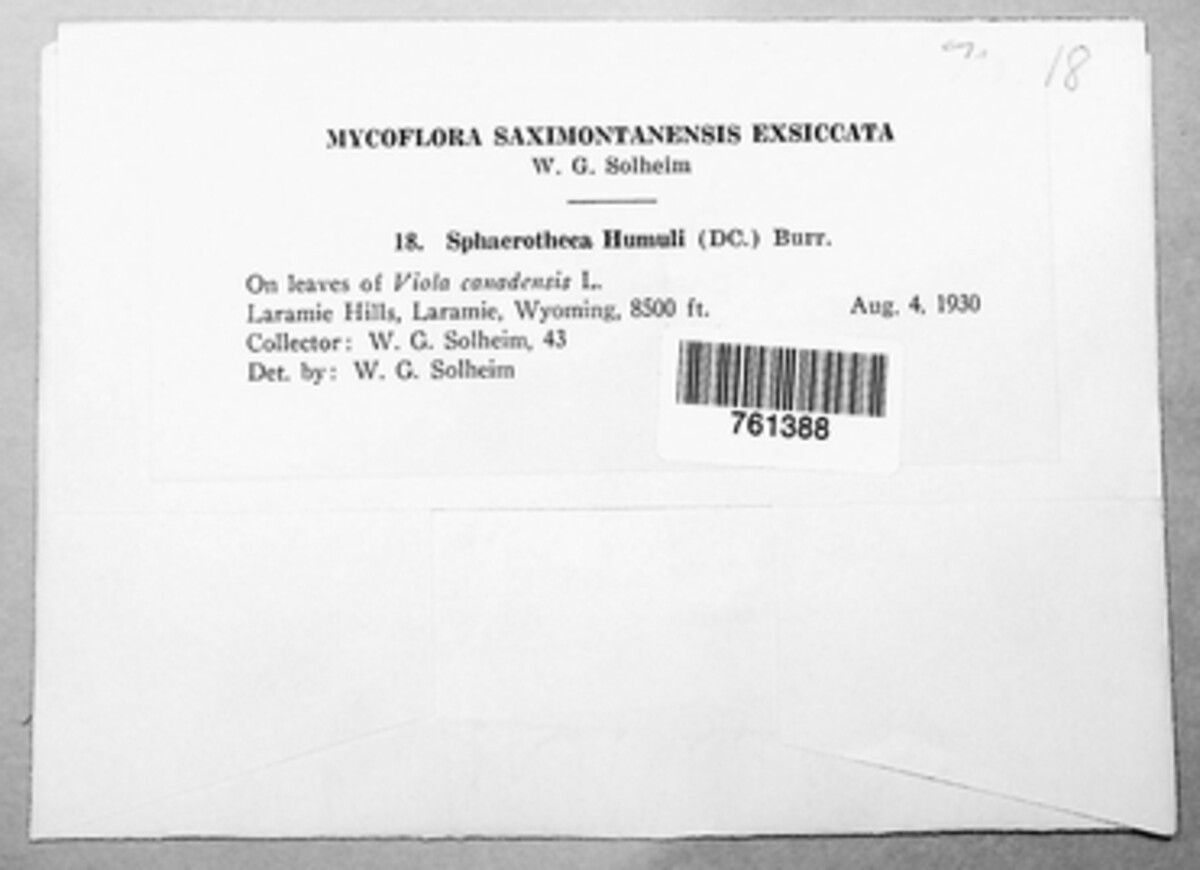 18
MYCOFLORA SAXIMONTANENSIS EXSICCATA
W. G. Solheim
18. Sphaerotheca Humuli (DC.) Burr.
On leaves of Viola canadensis L.
Laramie Hills, Laramie, Wyoming, 8500 ft. Aug. 4, 1930
Collector: W. G. Solheim, 43
Det. by: W. G. Solheim
761388